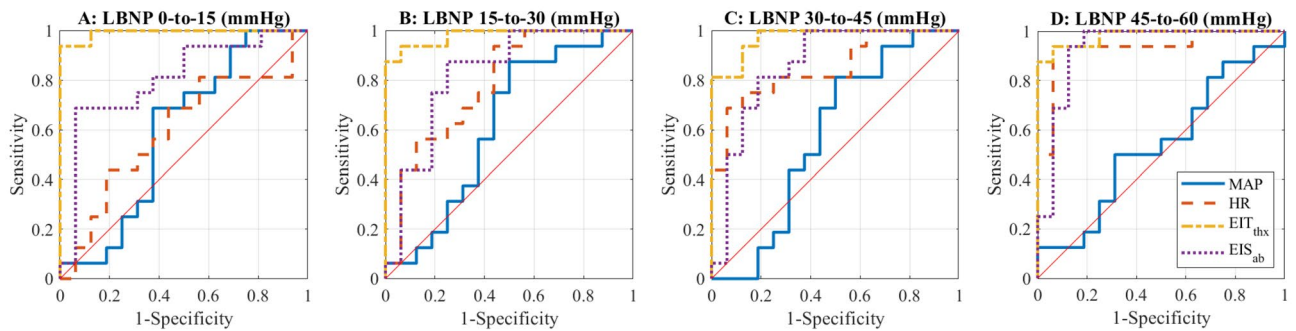 A: LBNP 0-to-15 (mmHg)
Sensitivity
1
0.8
0.6
0.4
0.2
0
0 0.2 0.4 0.6 0.8 1
1-Specificity
B: LBNP 15-to-30 (mmHg)
Sensitivity
1
0.8
0.6
0.4
0.2
0
0 0.2 0.4 0.6 0.8 1
1-Specificity
C: LBNP 30-to-45 (mmHg)
Sensitivity
1
0.8
0.6
0.4
0.2
0
0 0.2 0.4 0.6 0.8 1
1-Specificity
D: LBNP 45-to-60 (mmHg)
Sensitivity
1
0.8
0.6
0.4
0.2
0
0 0.2 0.4 0.6 0.8 1
1-Specificity
MAP
HR
EIT_thx
EIS_ab